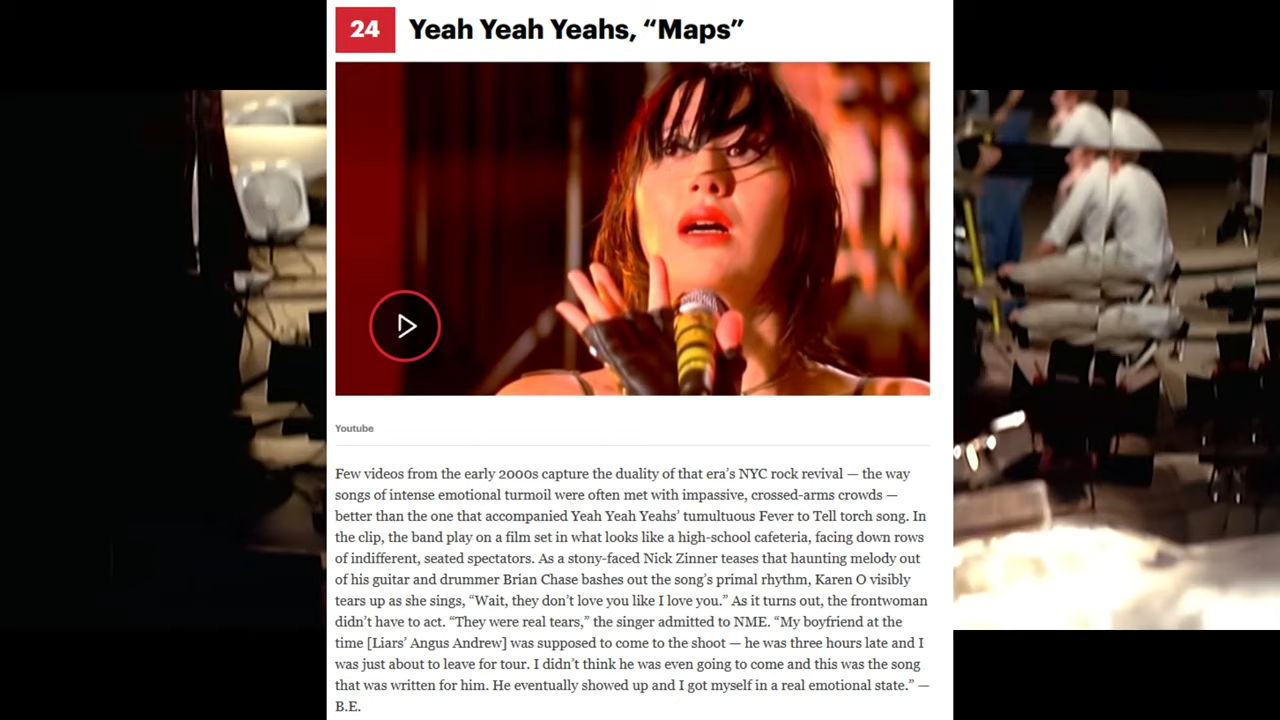 24
Yeah Yeah Yeahs, “Maps”
Youtube
Few videos from the early 2000s capture the duality of that era’s NYC rock revival — the way
songs of intense emotional turmoil were often met with impassive, crossed-arms crowds —
better than the one that accompanied Yeah Yeah Yeahs’ tumultuous Fever to Tell torch song. In
the clip, the band play on a film set in what looks like a high-school cafeteria, facing down rows
of indifferent, seated spectators. As a stony-faced Nick Zinner teases that haunting melody out
of his guitar and drummer Brian Chase bashes out the song’s primal rhythm, Karen O visibly
tears up as she sings, “Wait, they don’t love you like I love you.” As it turns out, the frontwoman
didn’t have to act. “They were real tears,” the singer admitted to NME. “My boyfriend at the
time [Liars’ Angus Andrew] was supposed to come to the shoot — he was three hours late and I
was just about to leave for tour. I didn’t think he was even going to come and this was the song
that was written for him. He eventually showed up and I got myself in a real emotional state.” —
B.E.